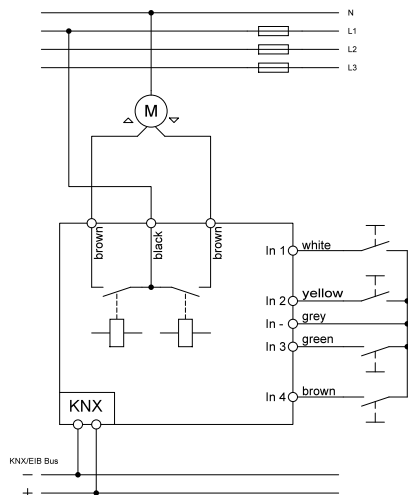 N
L1
L2
L3
M
brown
black
brown
In 1
white
In 2
yellow
In -
grey
In 3
green
In 4
brown
KNX
KNX/EIB Bus
−
+